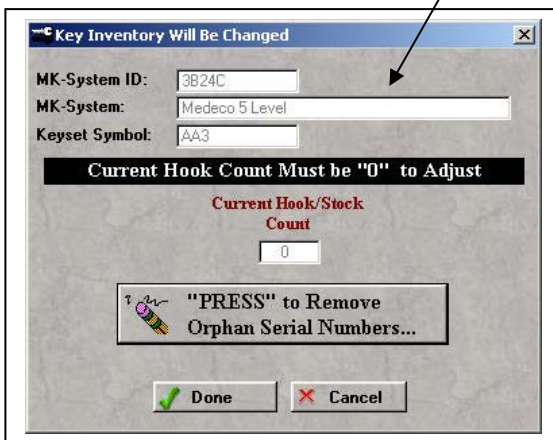 Key Inventory Will Be Changed
MK-System ID: 3B24C
MK-System: Medeco 5 Level
Keyset Symbol: AA3
Current Hook Count Must be "0" to Adjust
Current Hook/Stock
Count
0
"PRESS" to Remove
Orphan Serial Numbers...
Done Cancel